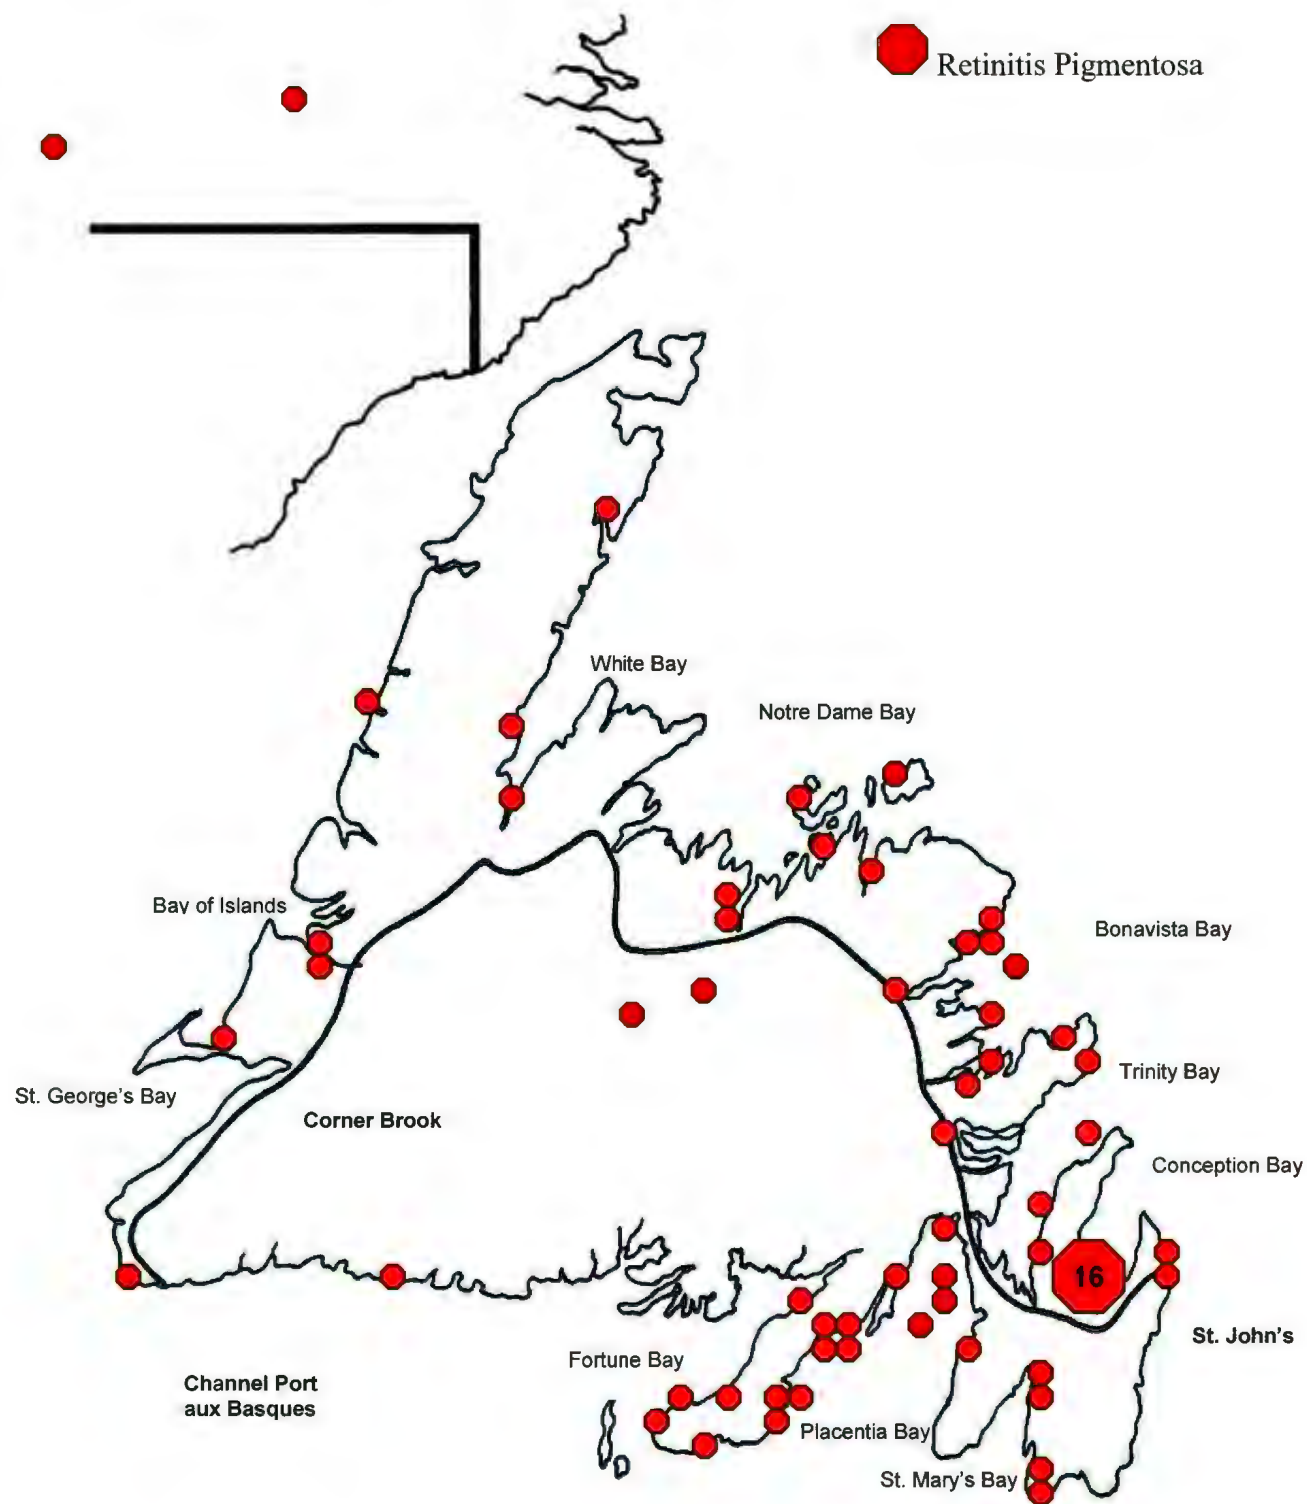 Retinitis Pigmentosa
White Bay
Notre Dame Bay
Bay of Islands
Bonavista Bay
Trinity Bay
St. George's Bay
Corner Brook
Conception Bay
16
St. John's
Fortune Bay
Channel Port
aux Basques
Placentia Bay
St. Mary's Bay